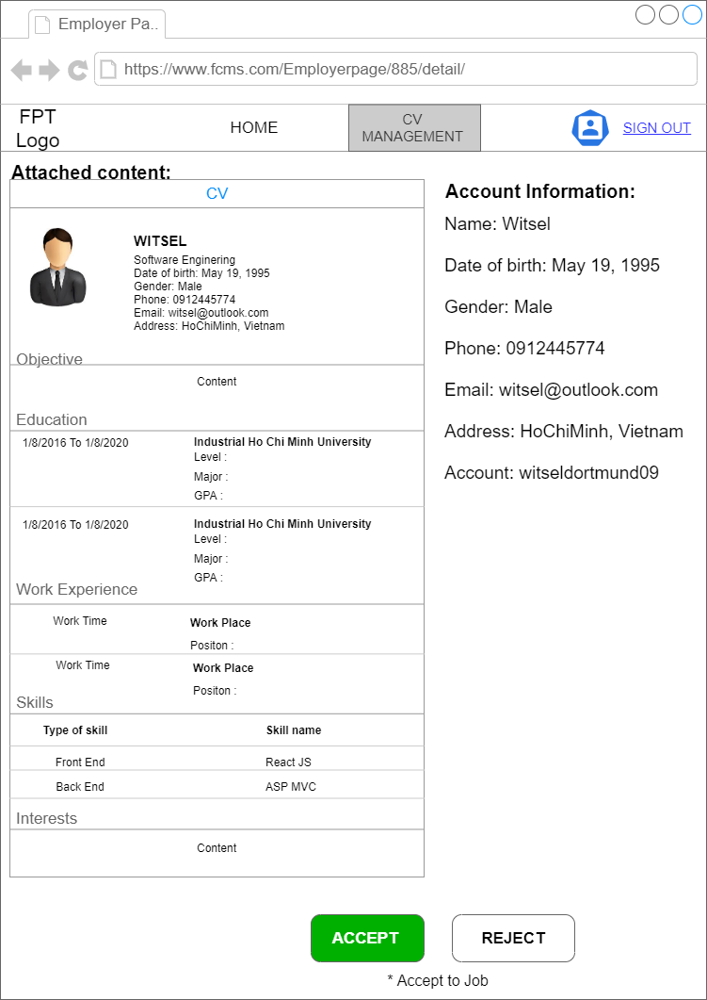 Employer Pa..
https://www.fcms.com/Employerpage/885/detail/
FPT
Logo
HOME
CV
MANAGEMENT
SIGN OUT
Attached content:
CV
WITSEL
Software Enginering
Date of birth: May 19, 1995
Gender: Male
Phone: 0912445774
Email: witsel@outlook.com
Address: HoChiMinh, Vietnam
Objective
Content
Education
1/8/2016 To 1/8/2020
Industrial Ho Chi Minh University
Level :
Major :
GPA :
1/8/2016 To 1/8/2020
Industrial Ho Chi Minh University
Level :
Major :
GPA :
Work Experience
Work Time
Work Place
Positon :
Work Time
Work Place
Positon :
Skills
Type of skill
Skill name
Front End
React JS
Back End
ASP MVC
Interests
Content
Account Information:
Name: Witsel
Date of birth: May 19, 1995
Gender: Male
Phone: 0912445774
Email: witsel@outlook.com
Address: HoChiMinh, Vietnam
Account: witseldortmund09
ACCEPT
REJECT
* Accept to Job